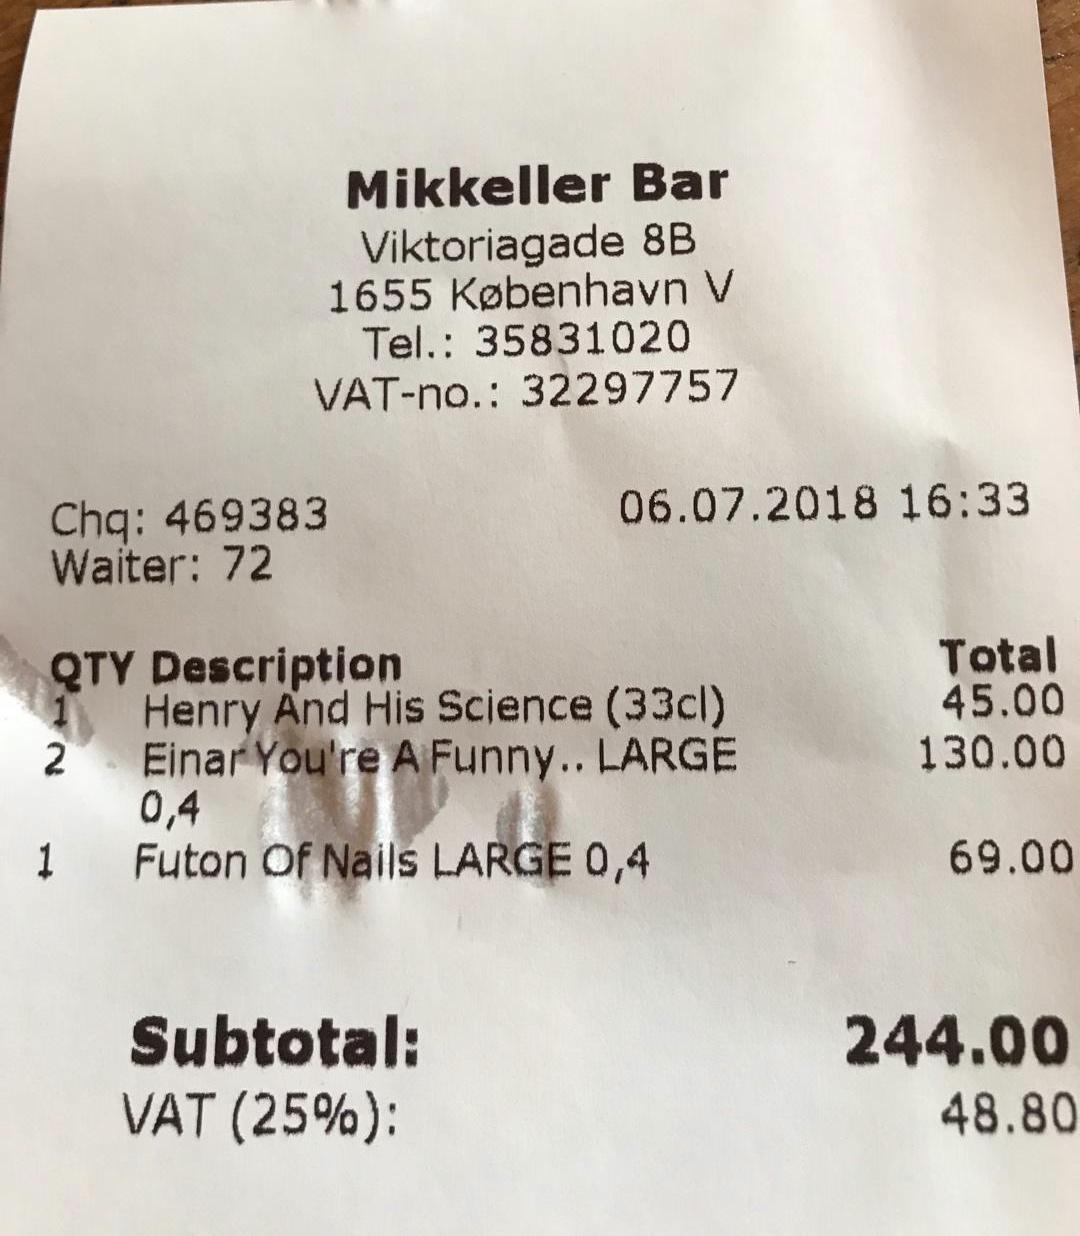 Mikkeller Bar
Viktoriagade 8B
1655 København V
Tel.: 35831020
VAT-no.: 32297757
Chq: 469383 06.07.2018 16:33
Waiter: 72
QTY Description Total
1 Henry And His Science (33cl) 45.00
2 Einar You're A Funny.. LARGE 130.00
0,4
1 Futon Of Nails LARGE 0,4 69.00
Subtotal: 244.00
VAT (25%): 48.80